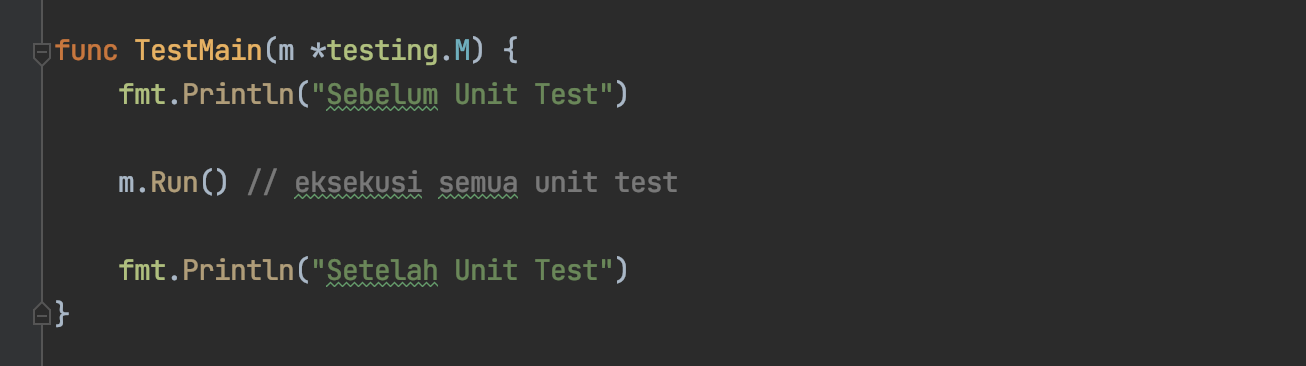 func TestMain(m *testing.M) {
    fmt.Println("Sebelum Unit Test")
    m.Run() // eksekusi semua unit test
    fmt.Println("Setelah Unit Test")
}